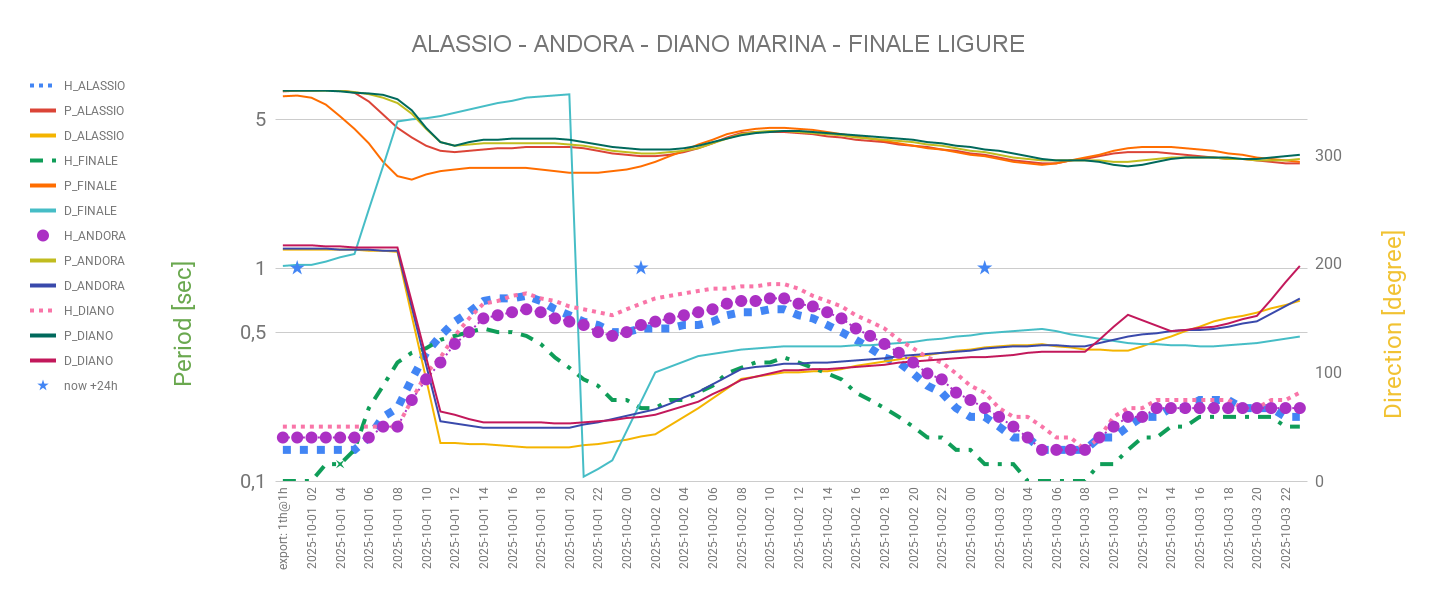 ALASSIO - ANDORA - DIANO MARINA - FINALE LIGURE
H_ALASSIO
P_ALASSIO
D_ALASSIO
H_FINALE
P_FINALE
D_FINALE
H_ANDORA
P_ANDORA
D_ANDORA
H_DIANO
P_DIANO
D_DIANO
now +24h
Period [sec]
5
1
0,5
0,1
300
200
100
0
Direction [degree]
export: 1th@1h
2025-10-01 02
2025-10-01 04
2025-10-01 06
2025-10-01 08
2025-10-01 10
2025-10-01 12
2025-10-01 14
2025-10-01 16
2025-10-01 18
2025-10-01 20
2025-10-01 22
2025-10-02 00
2025-10-02 02
2025-10-02 04
2025-10-02 06
2025-10-02 08
2025-10-02 10
2025-10-02 12
2025-10-02 14
2025-10-02 16
2025-10-02 18
2025-10-02 20
2025-10-02 22
2025-10-03 00
2025-10-03 02
2025-10-03 04
2025-10-03 06
2025-10-03 08
2025-10-03 10
2025-10-03 12
2025-10-03 14
2025-10-03 16
2025-10-03 18
2025-10-03 20
2025-10-03 22